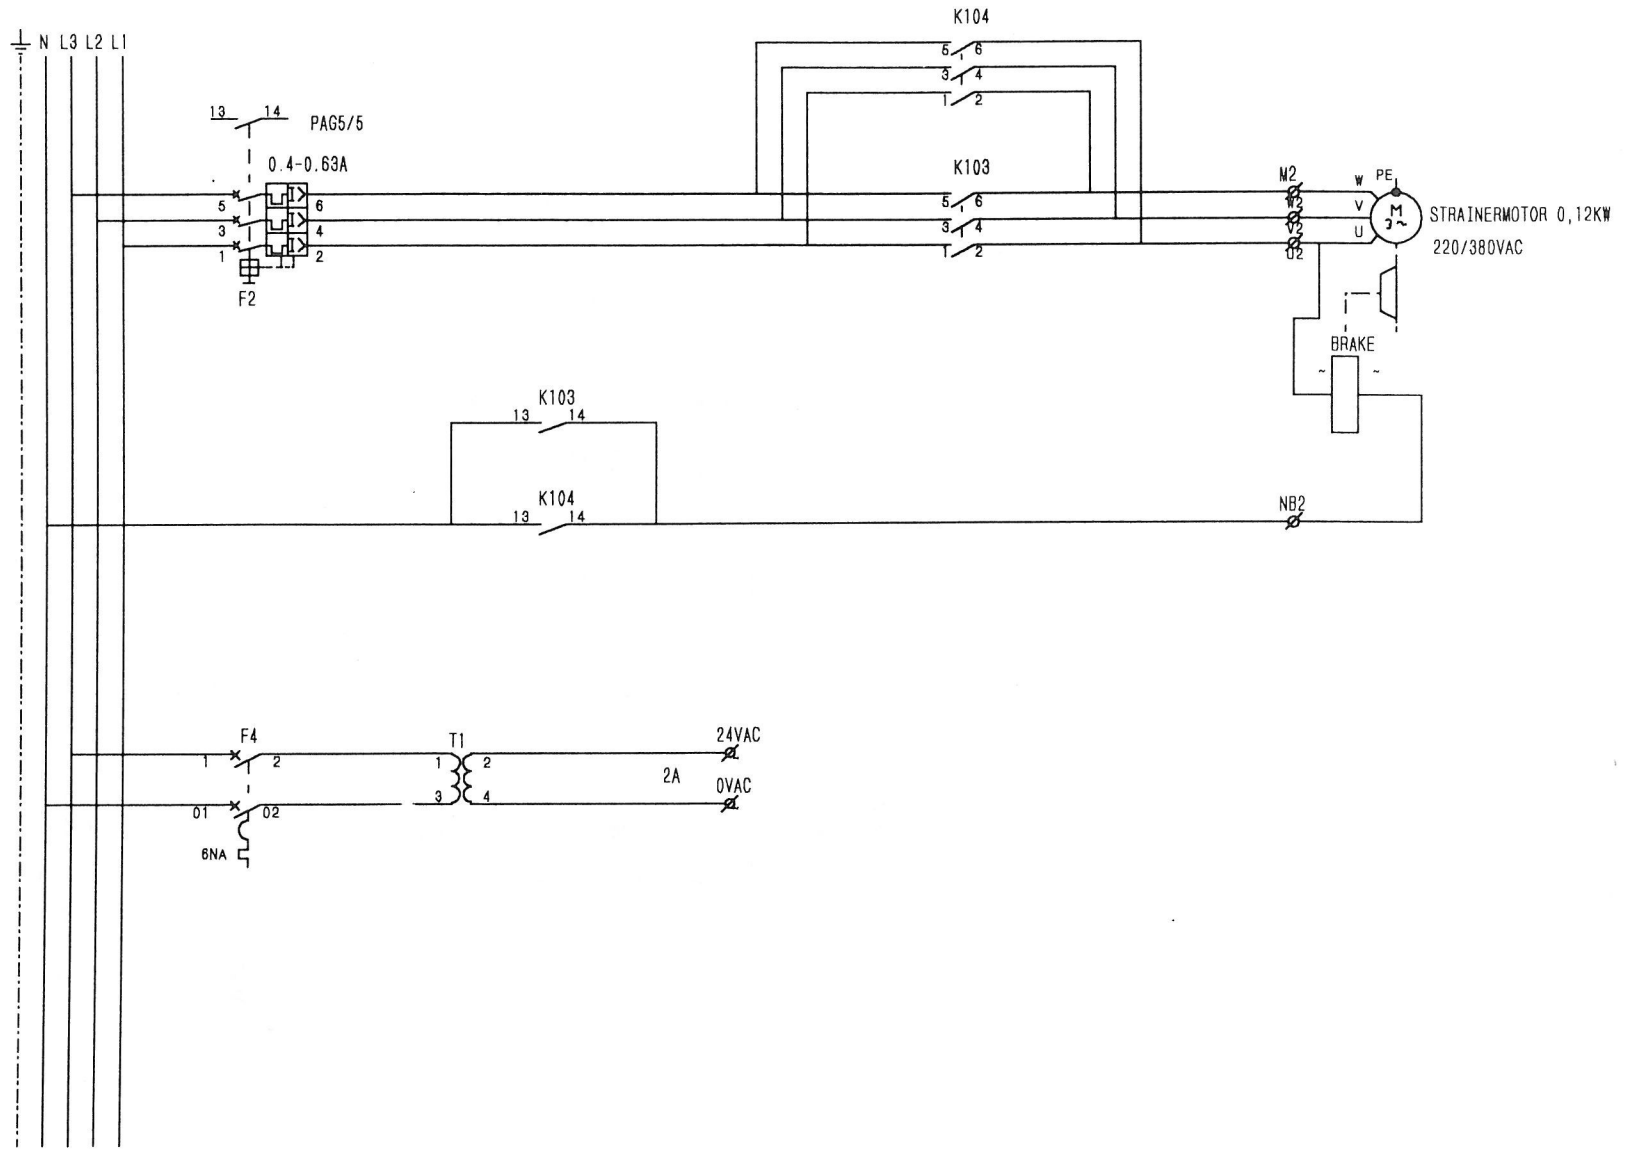 K104
N L3 L2 L1
5 6
3 4
1 2
13 14 PAG5/5
0.4-0.63A
K103
5 6
3 4
1 2
F2
5 6
3 4
1 2
M2
W2
V2
U2
W
V
U
PE
M
3~
STRAINERMOTOR 0,12KW
220/380VAC
BRAKE
~ ~
K103
13 14
K104
13 14
NB2
F4
1 2
T1
1 2
3 4
24VAC
2A
0VAC
01 02
6NA